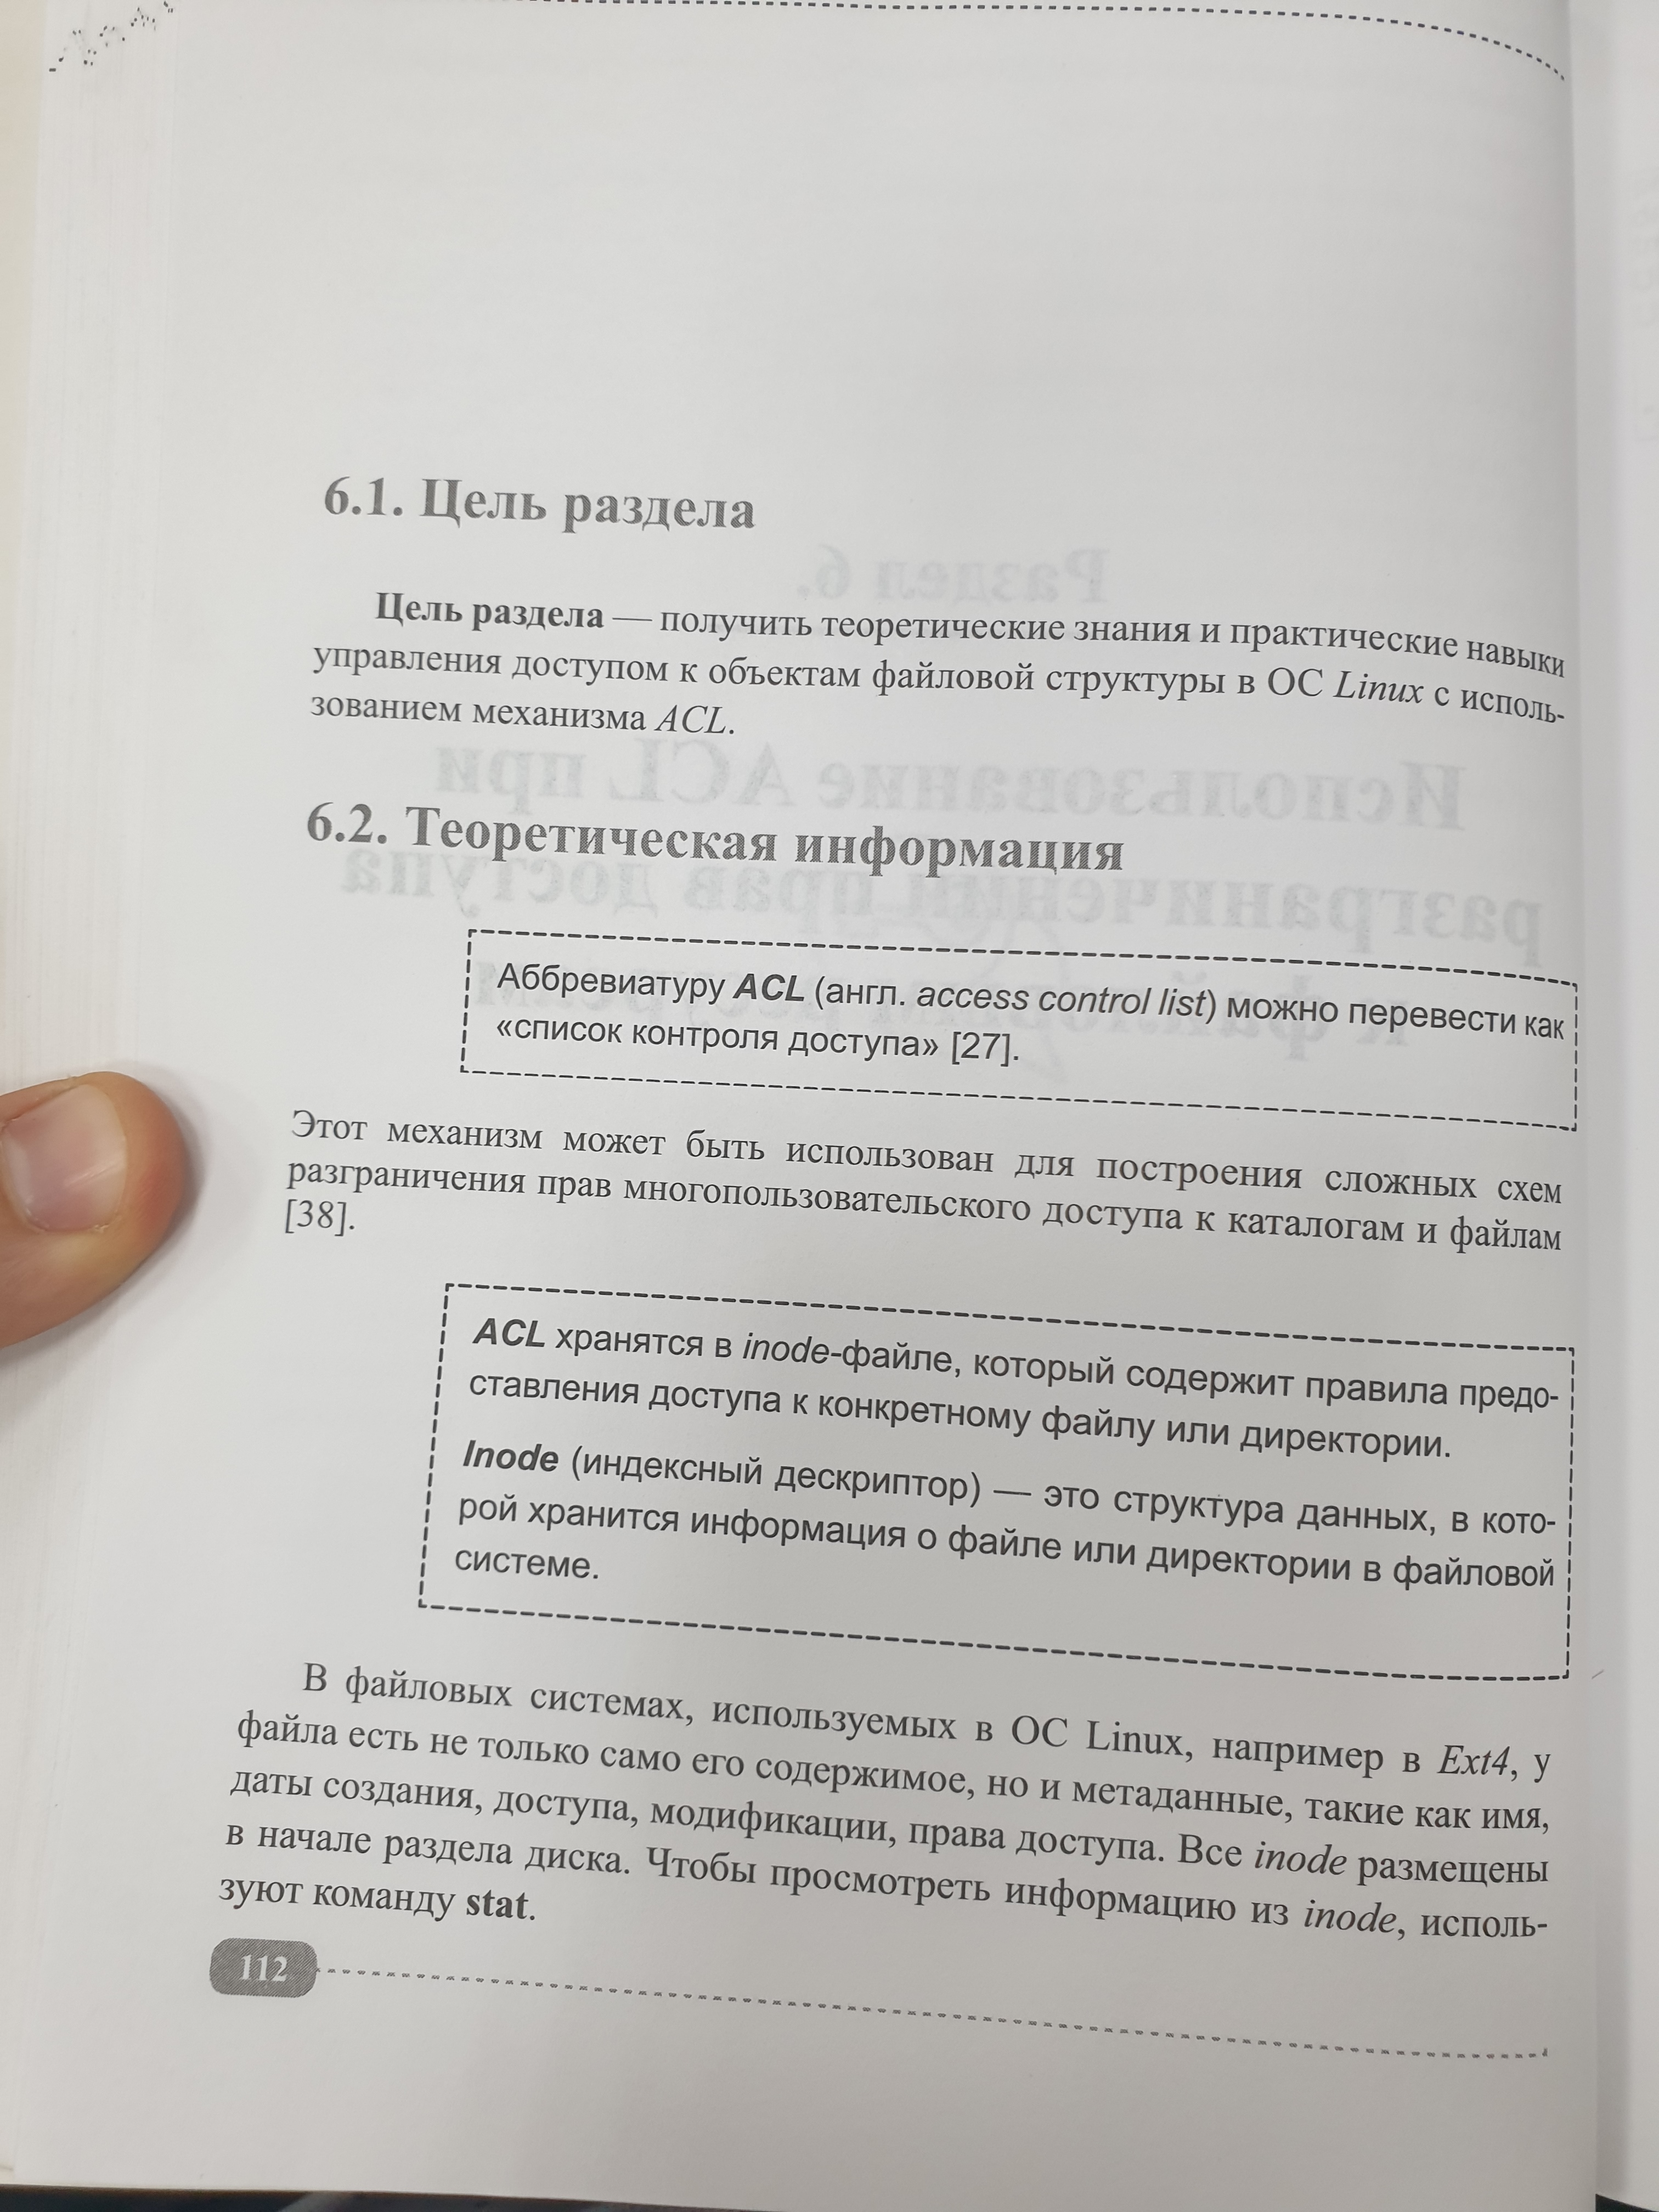 6.1. Цель раздела
Цель раздела — получить теоретические знания и практические навыки
управления доступом к объектам файловой структуры в ОС Linux с исполь-
зованием механизма ACL.
6.2. Теоретическая информация
Аббревиатуру ACL (англ. access control list) можно перевести как
«список контроля доступа» [27].
Этот механизм может быть использован для построения сложных схем
разграничения прав многопользовательского доступа к каталогам и файлам
[38].
ACL хранятся в inode-файле, который содержит правила предо-
ставления доступа к конкретному файлу или директории.
Inode (индексный дескриптор) — это структура данных, в кото-
рой хранится информация о файле или директории в файловой
системе.
В файловых системах, используемых в ОС Linux, например в Ext4, у
файла есть не только само его содержимое, но и метаданные, такие как имя,
даты создания, доступа, модификации, права доступа. Все inode размещены
в начале раздела диска. Чтобы просмотреть информацию из inode, исполь-
зуют команду stat.
112